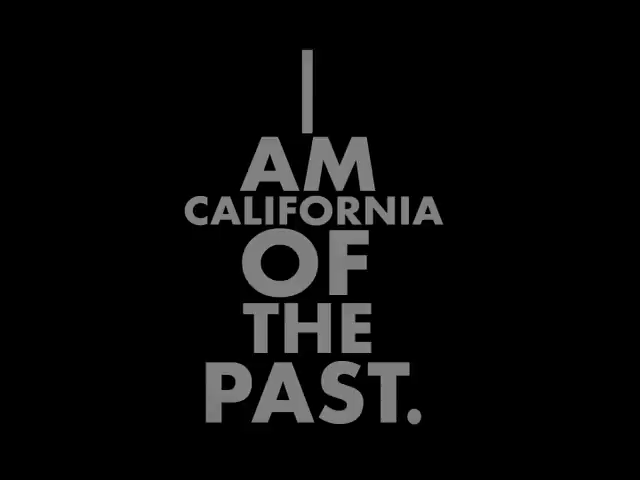 I
AM
CALIFORNIA
OF
THE
PAST.